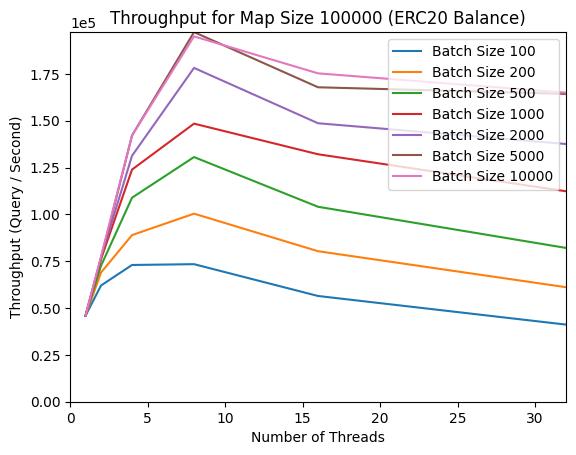 Throughput for Map Size 100000 (ERC20 Balance)
1e5
Throughput (Query / Second)
1.75
1.50
1.25
1.00
0.75
0.50
0.25
0.00
Batch Size 100
Batch Size 200
Batch Size 500
Batch Size 1000
Batch Size 2000
Batch Size 5000
Batch Size 10000
0 5 10 15 20 25 30
Number of Threads